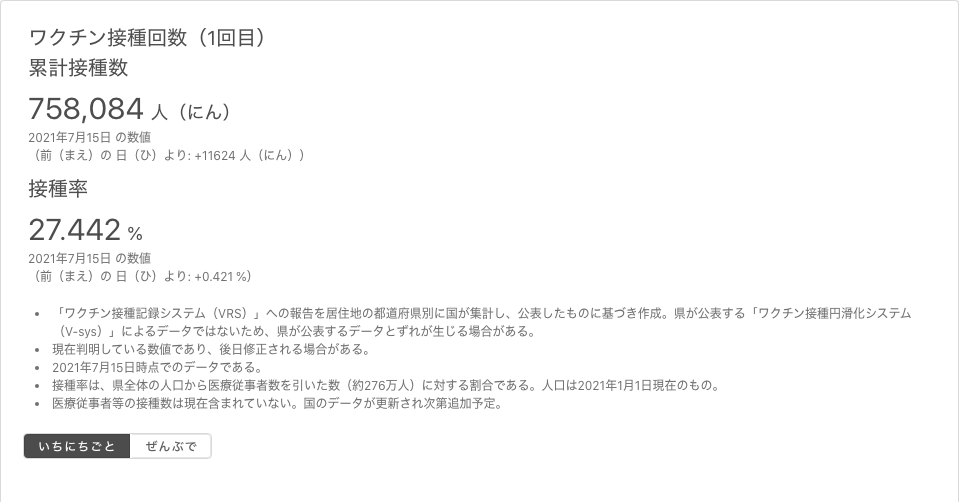 ワクチン接種回数（1回目）
累計接種数
758,084 人（にん）
2021年7月15日 の数値
（前（まえ）の 日（ひ）より: +11624 人（にん））
接種率
27.442 %
2021年7月15日 の数値
（前（まえ）の 日（ひ）より: +0.421 %）
• 「ワクチン接種記録システム（VRS）」への報告を居住地の都道府県別に国が集計し、公表したものに基づき作成。県が公表する「ワクチン接種円滑化システム
（V-sys）」によるデータではないため、県が公表するデータとずれが生じる場合がある。
• 現在判明している数値であり、後日修正される場合がある。
• 2021年7月15日時点でのデータである。
• 接種率は、県全体の人口から医療従事者数を引いた数（約276万人）に対する割合である。人口は2021年1月1日現在のもの。
• 医療従事者等の接種数は現在含まれていない。国のデータが更新され次第追加予定。
いちにちごと ぜんぶで